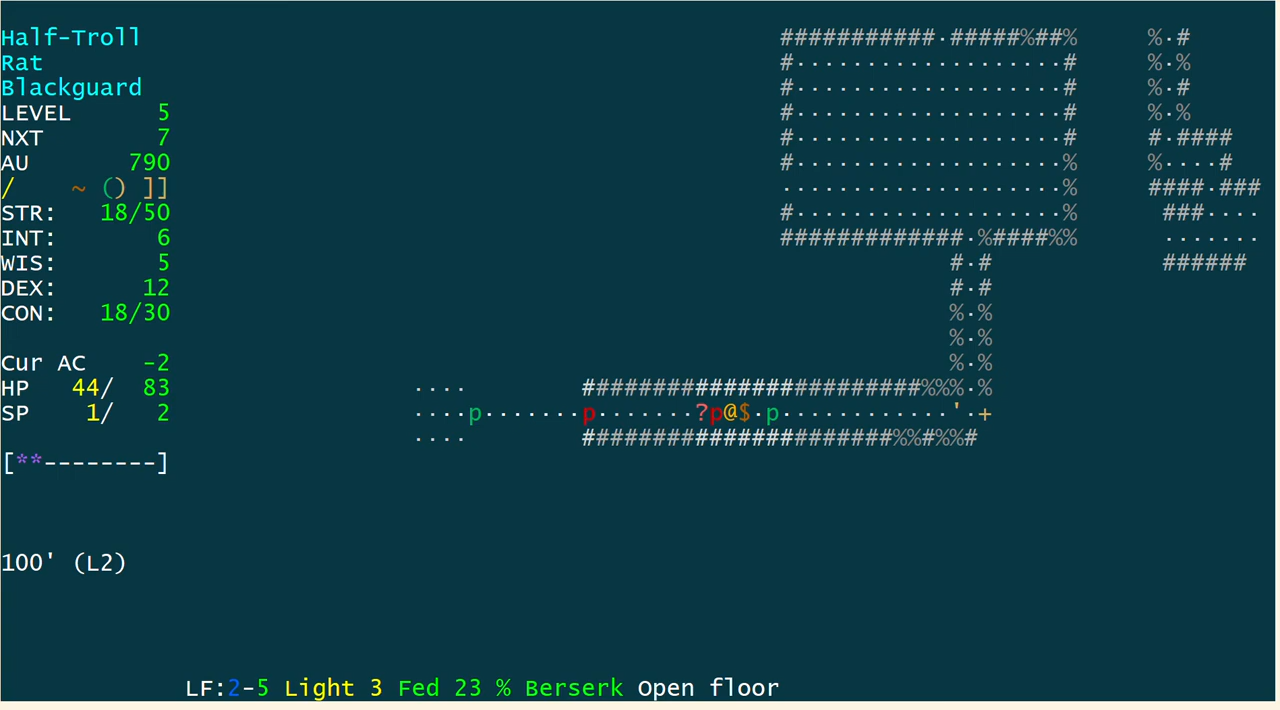 Half-Troll ###########.#####%##% %.#
Rat #...................# %.%
Blackguard #...................# %.#
LEVEL 5 #...................# %.%
NXT 7 #...................# #.####
AU 790 #...................% %....#
/ ~ () ]] ....................% ####.###
STR: 18/50 #...................% ###....
INT: 6 #############.%####%% .......
WIS: 5 #.# ######
DEX: 12 #.#
CON: 18/30 %.%
%.%
Cur AC -2 %.%
HP 44/ 83 .... ########################%%%.%
SP 1/ 2 ....p.......p.......?p@$.p............'.+
.... ######################%%#%%#
[**--------]
100' (L2)
LF:2-5 Light 3 Fed 23 % Berserk Open floor